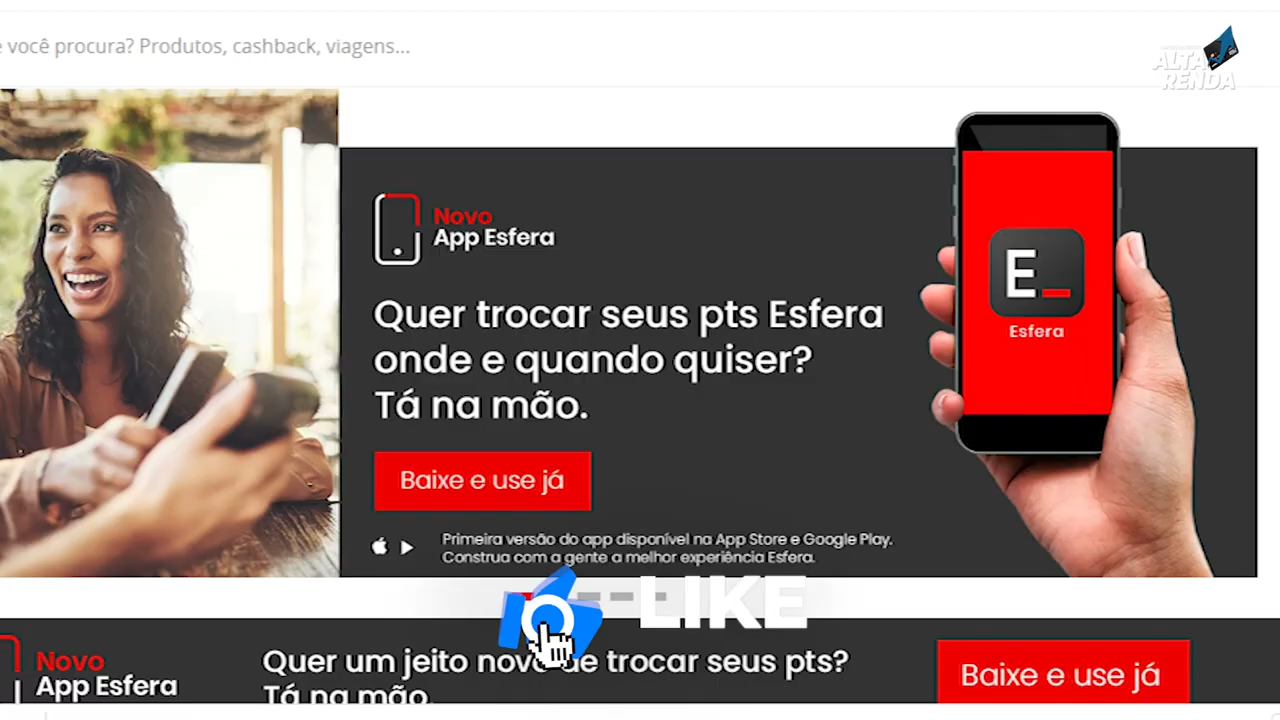 e você procura? Produtos, cashback, viagens...
ALTA
RENDA
Novo
App Esfera
Quer trocar seus pts Esfera
onde e quando quiser?
Tá na mão.
Baixe e use já
Primeira versão do app disponível na App Store e Google Play.
Construa com a gente a melhor experiência Esfera.
E_
Esfera
LIKE
Novo
App Esfera
Quer um jeito novo de trocar seus pts?
Tá na mão.
Baixe e use já